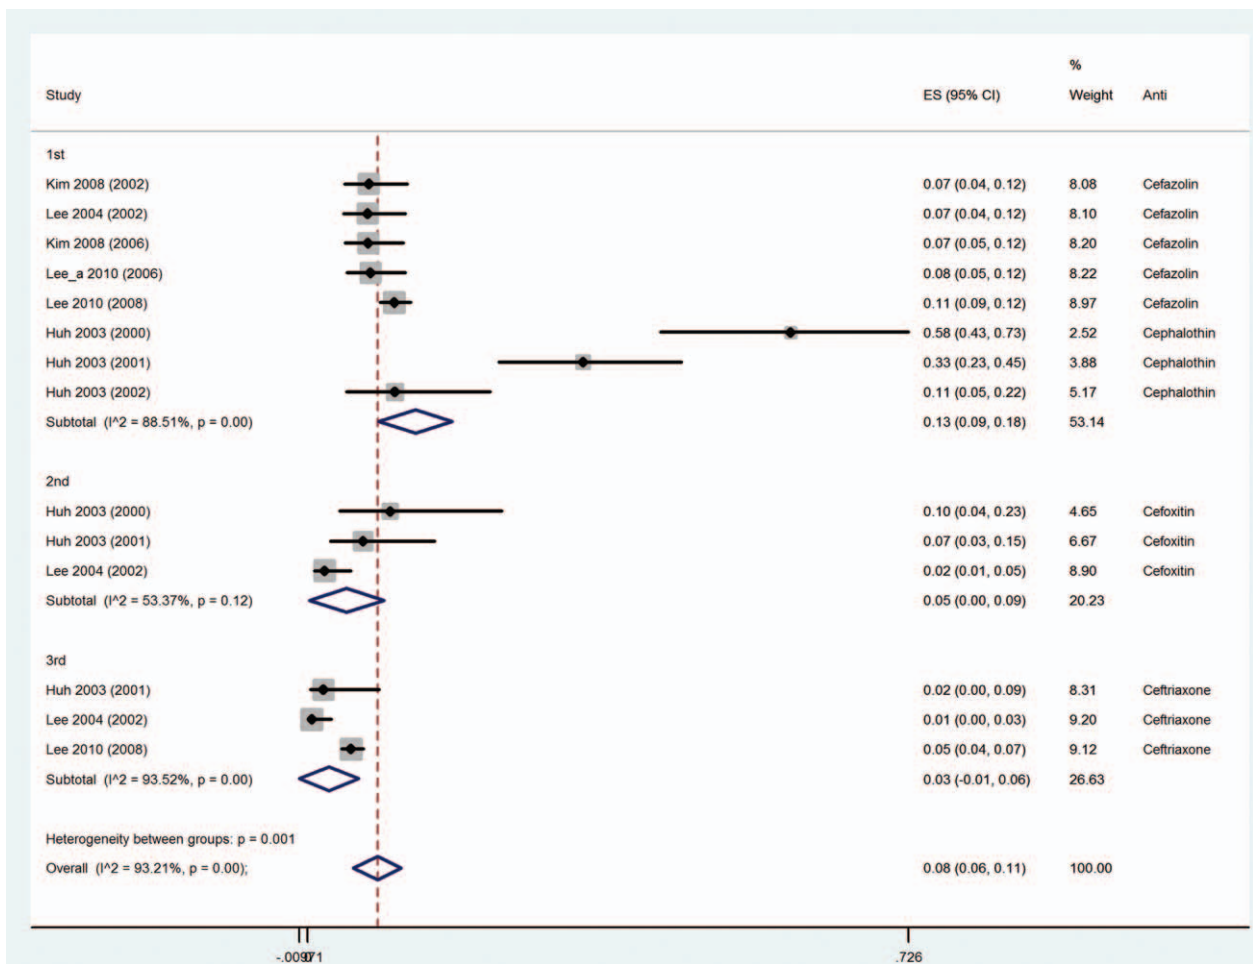 %
Study ES (95% CI) Weight Anti
1st
Kim 2008 (2002) 0.07 (0.04, 0.12) 8.08 Cefazolin
Lee 2004 (2002) 0.07 (0.04, 0.12) 8.10 Cefazolin
Kim 2008 (2006) 0.07 (0.05, 0.12) 8.20 Cefazolin
Lee_a 2010 (2006) 0.08 (0.05, 0.12) 8.22 Cefazolin
Lee 2010 (2008) 0.11 (0.09, 0.12) 8.97 Cefazolin
Huh 2003 (2000) 0.58 (0.43, 0.73) 2.52 Cephalothin
Huh 2003 (2001) 0.33 (0.23, 0.45) 3.88 Cephalothin
Huh 2003 (2002) 0.11 (0.05, 0.22) 5.17 Cephalothin
Subtotal (I^2 = 88.51%, p = 0.00) 0.13 (0.09, 0.18) 53.14
2nd
Huh 2003 (2000) 0.10 (0.04, 0.23) 4.65 Cefoxitin
Huh 2003 (2001) 0.07 (0.03, 0.15) 6.67 Cefoxitin
Lee 2004 (2002) 0.02 (0.01, 0.05) 8.90 Cefoxitin
Subtotal (I^2 = 53.37%, p = 0.12) 0.05 (0.00, 0.09) 20.23
3rd
Huh 2003 (2001) 0.02 (0.00, 0.09) 8.31 Ceftriaxone
Lee 2004 (2002) 0.01 (0.00, 0.03) 9.20 Ceftriaxone
Lee 2010 (2008) 0.05 (0.04, 0.07) 9.12 Ceftriaxone
Subtotal (I^2 = 93.52%, p = 0.00) 0.03 (-0.01, 0.06) 26.63
Heterogeneity between groups: p = 0.001
Overall (I^2 = 93.21%, p = 0.00); 0.08 (0.06, 0.11) 100.00
.726